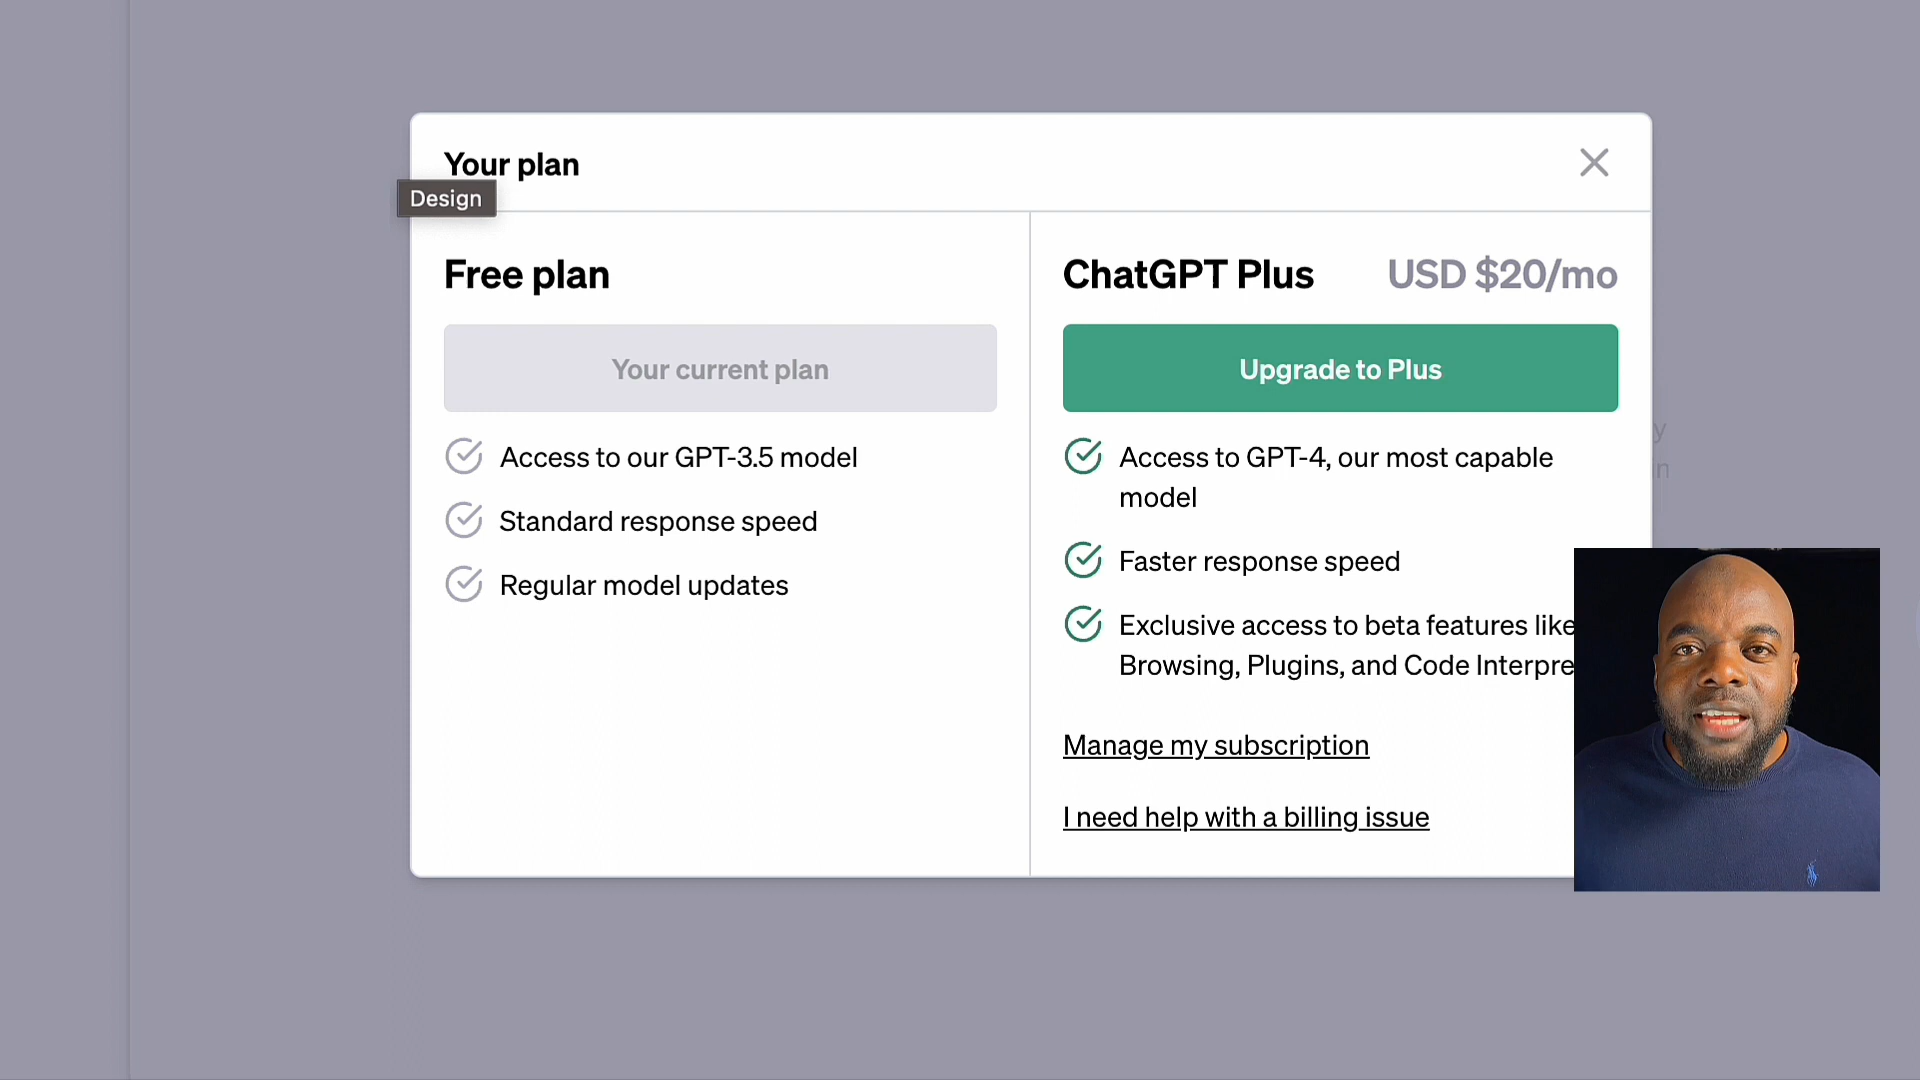 Your plan
Design
Free plan
Your current plan
Access to our GPT-3.5 model
Standard response speed
Regular model updates
ChatGPT Plus USD $20/mo
Upgrade to Plus
Access to GPT-4, our most capable
model
Faster response speed
Exclusive access to beta features like
Browsing, Plugins, and Code Interpre
Manage my subscription
I need help with a billing issue
y
n